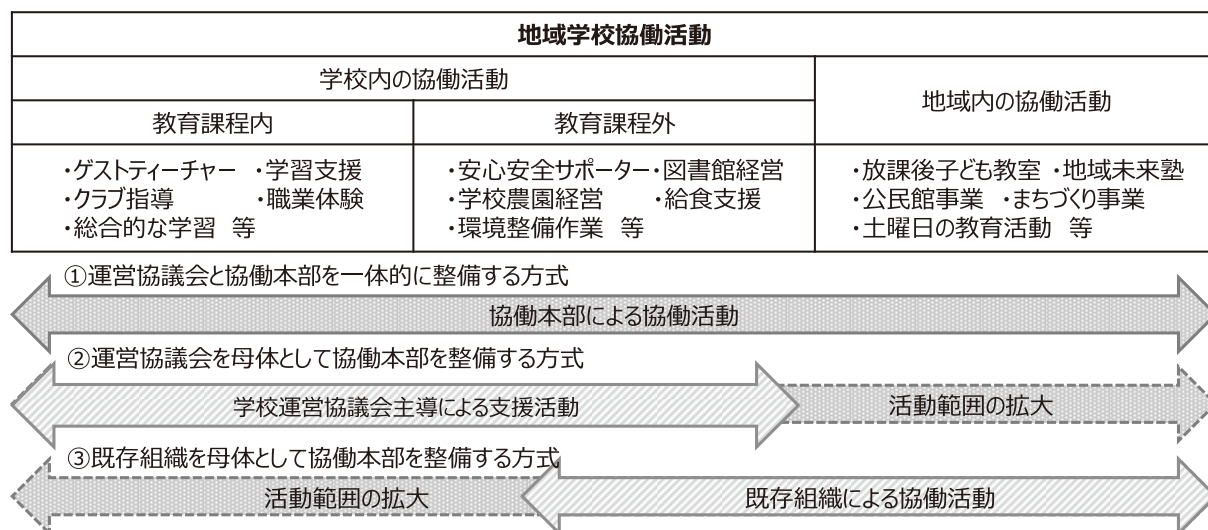 地域学校協働活動
学校内の協働活動
地域内の協働活動
教育課程内
教育課程外
・ゲストティーチャー ・学習支援
・クラブ指導 ・職業体験
・総合的な学習 等
・安心安全サポーター・図書館経営
・学校農園経営 ・給食支援
・環境整備作業 等
・放課後子ども教室 ・地域未来塾
・公民館事業 ・まちづくり事業
・土曜日の教育活動 等
①運営協議会と協働本部を一体的に整備する方式
協働本部による協働活動
②運営協議会を母体として協働本部を整備する方式
学校運営協議会主導による支援活動
活動範囲の拡大
③既存組織を母体として協働本部を整備する方式
活動範囲の拡大
既存組織による協働活動